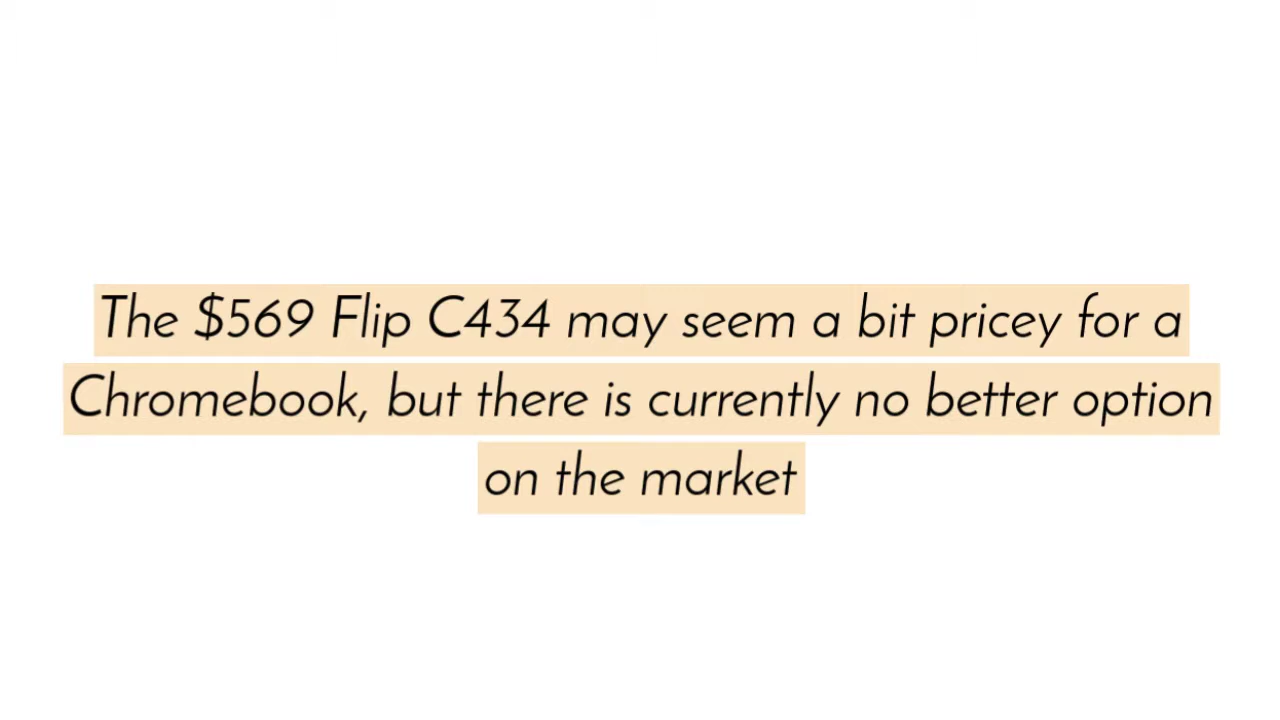 The $569 Flip C434 may seem a bit pricey for a
Chromebook, but there is currently no better option
on the market